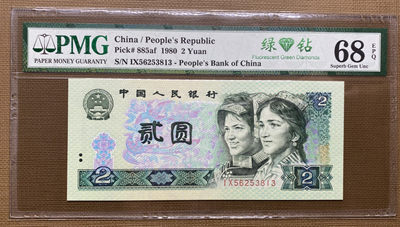 PMG
PAPER MONEY GUARANTY
China / People's Republic
Pick# 885af 1980 2 Yuan
S/N IX56253813 - People's Bank of China
绿 钻
Fluorescent Green Diamonds
68 EPQ
Superb Gem Unc
中国人民银行
2
贰圆
2
2
IX56253813